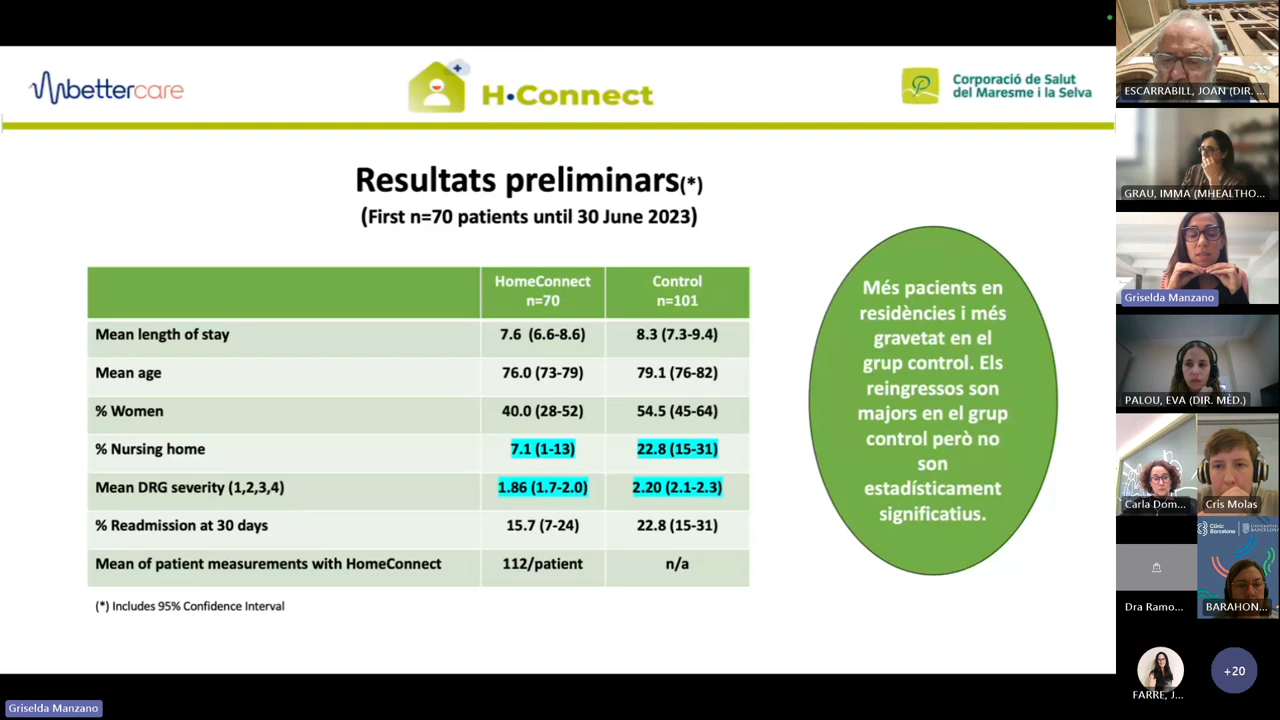 bettercare
H·Connect
Corporació de Salut
del Maresme i la Selva
Resultats preliminars(*)
(First n=70 patients until 30 June 2023)
HomeConnect
n=70
Control
n=101
Mean length of stay 7.6 (6.6-8.6) 8.3 (7.3-9.4)
Mean age 76.0 (73-79) 79.1 (76-82)
% Women 40.0 (28-52) 54.5 (45-64)
% Nursing home 7.1 (1-13) 22.8 (15-31)
Mean DRG severity (1,2,3,4) 1.86 (1.7-2.0) 2.20 (2.1-2.3)
% Readmission at 30 days 15.7 (7-24) 22.8 (15-31)
Mean of patient measurements with HomeConnect 112/patient n/a
(*) Includes 95% Confidence Interval
Més pacients en
residències i més
gravetat en el
grup control. Els
reingressos son
majors en el grup
control però no
son
estadísticament
significatius.
Griselda Manzano
ESCARRABILL, JOAN (DIR. ...
GRAU, IMMA (MHEALTHO...
Griselda Manzano
PALOU, EVA (DIR. MÈD.)
Carla Dom...
Cris Molas
Clínic
Barcelona
Dra Ramo...
BARAHON...
FARRE, J...
+20